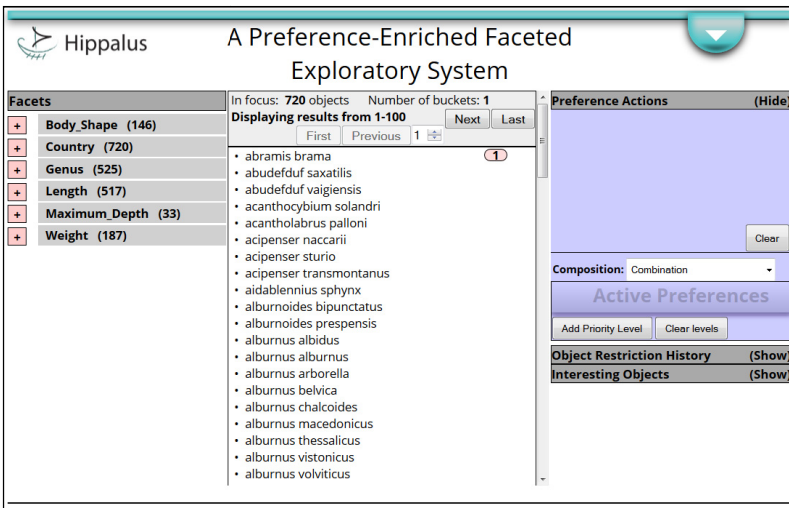 Hippalus
A Preference-Enriched Faceted
Exploratory System
Facets
+ Body_Shape (146)
+ Country (720)
+ Genus (525)
+ Length (517)
+ Maximum_Depth (33)
+ Weight (187)
In focus: 720 objects Number of buckets: 1
Displaying results from 1-100 Next Last
First Previous 1
• abramis brama 1
• abudefduf saxatilis
• abudefduf vaigiensis
• acanthocybium solandri
• acantholabrus palloni
• acipenser naccarii
• acipenser sturio
• acipenser transmontanus
• aidablennius sphynx
• alburnoides bipunctatus
• alburnoides prespensis
• alburnus albidus
• alburnus alburnus
• alburnus arborella
• alburnus belvica
• alburnus chalcoides
• alburnus macedonicus
• alburnus thessalicus
• alburnus vistonicus
• alburnus volviticus
Preference Actions (Hide)
Clear
Composition: Combination
Active Preferences
Add Priority Level Clear levels
Object Restriction History (Show)
Interesting Objects (Show)